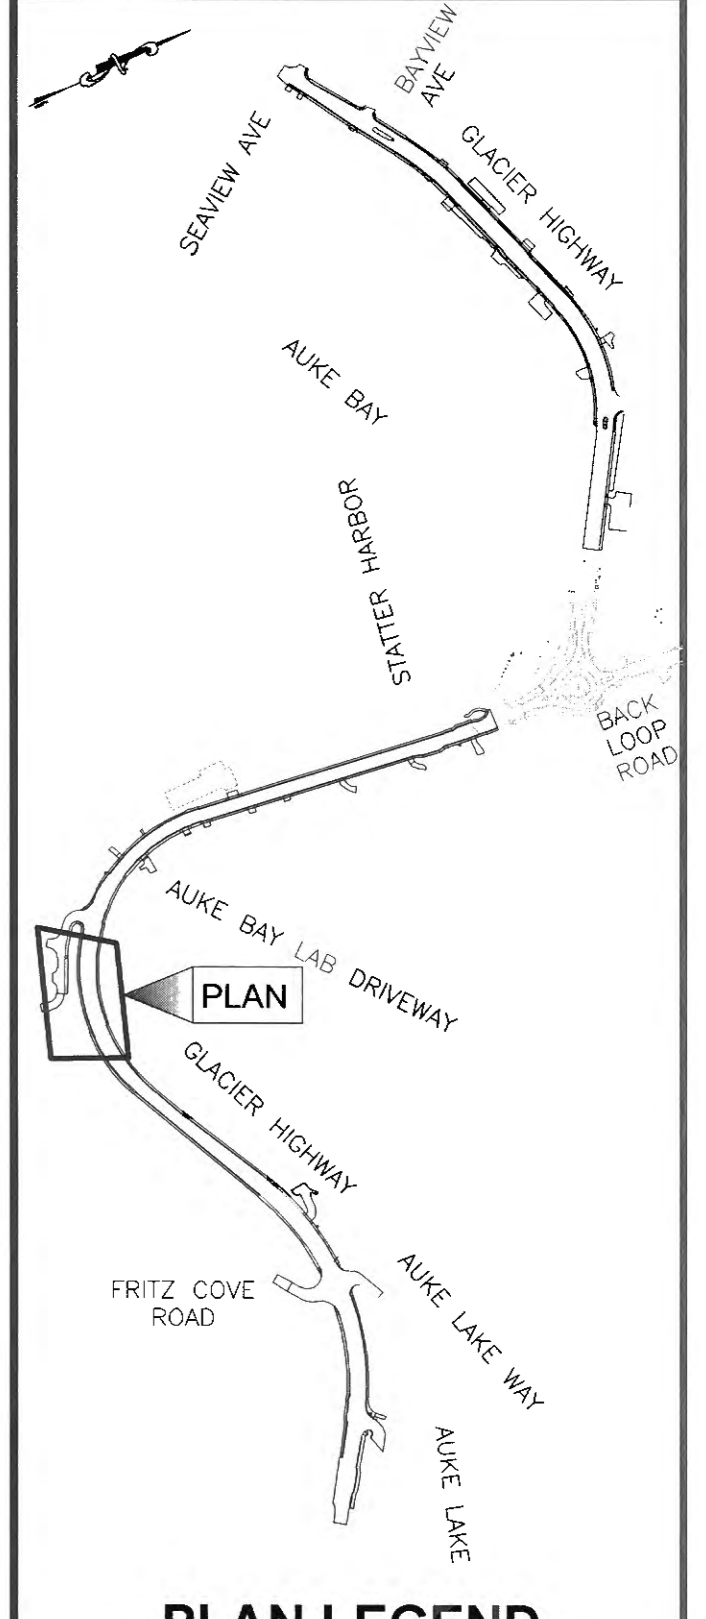 BAYVIEW
AVE
SEAVIEW AVE
GLACIER HIGHWAY
AUKE BAY
STATTER HARBOR
BACK
LOOP
ROAD
AUKE BAY LAB DRIVEWAY
PLAN
GLACIER HIGHWAY
FRITZ COVE
ROAD
AUKE LAKE WAY
AUKE LAKE
PLAN LEGEND